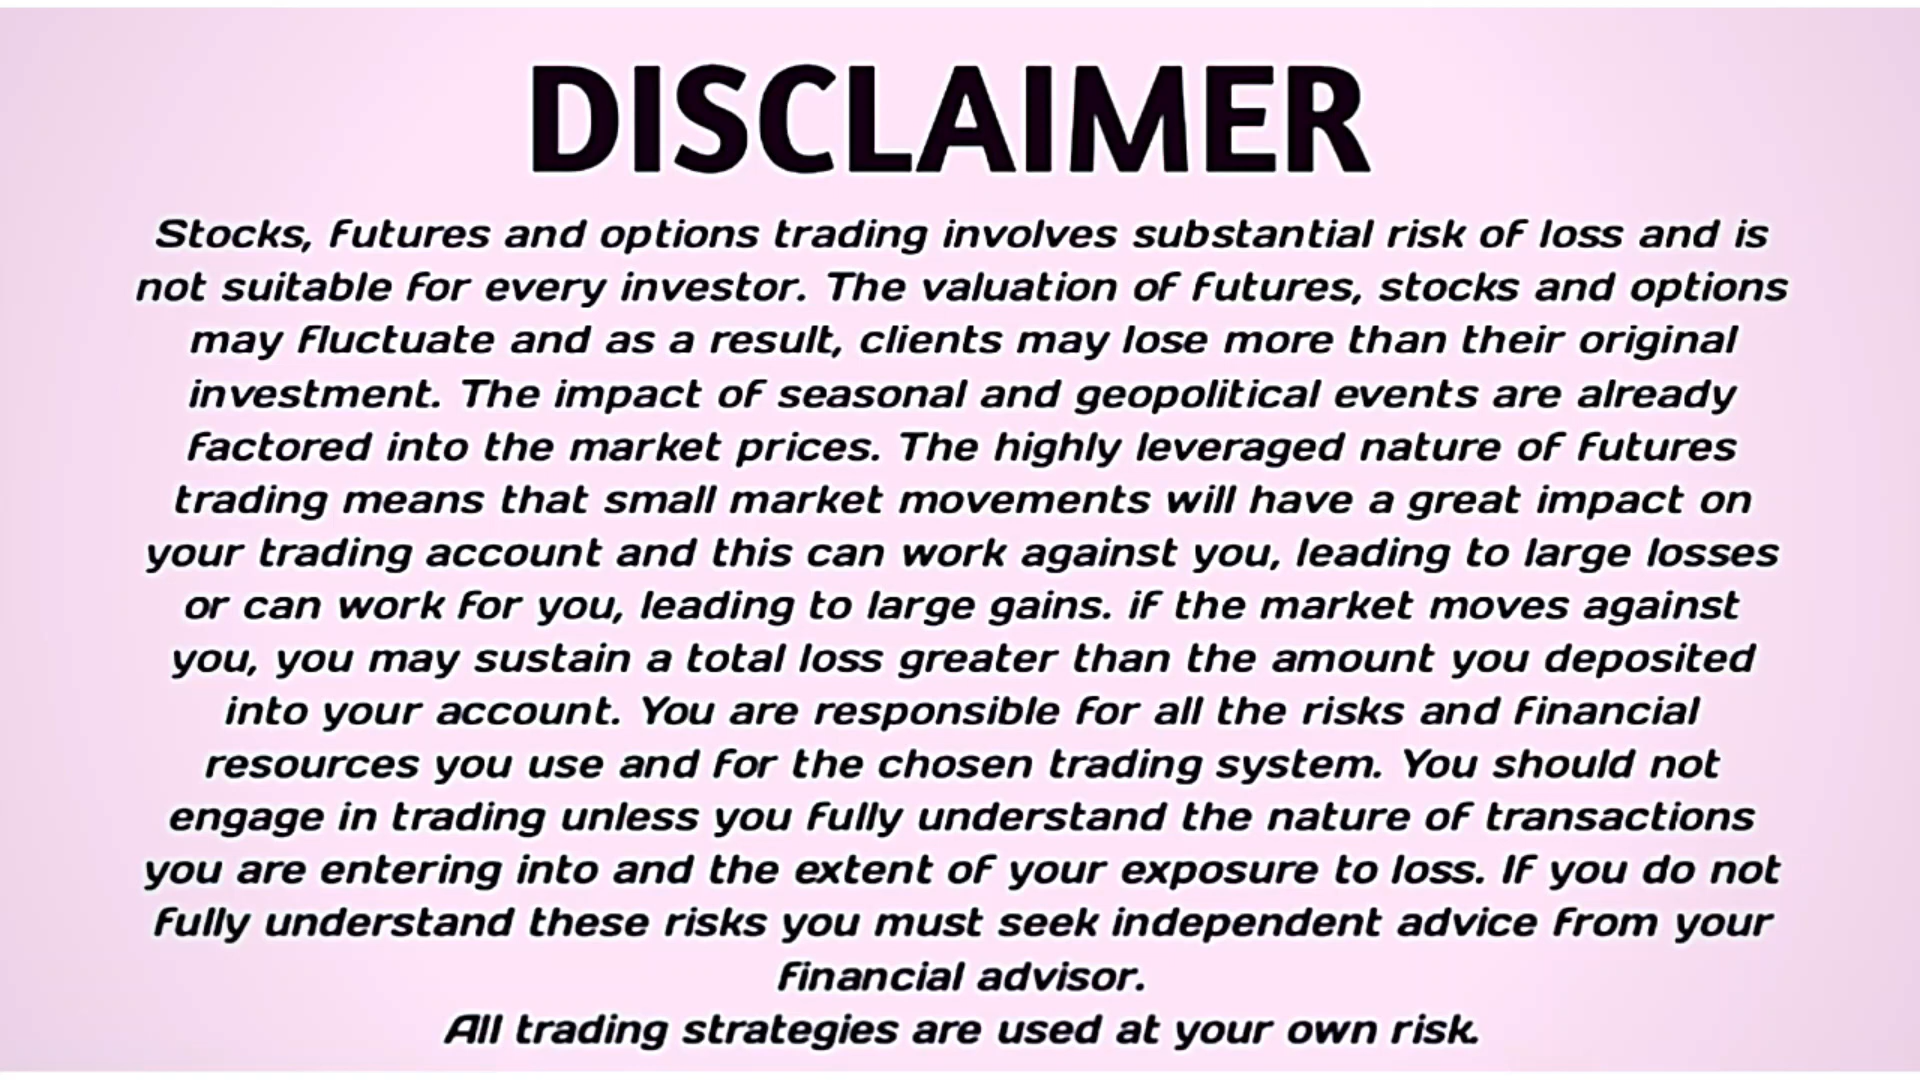 DISCLAIMER
Stocks, futures and options trading involves substantial risk of loss and is
not suitable for every investor. The valuation of futures, stocks and options
may fluctuate and as a result, clients may lose more than their original
investment. The impact of seasonal and geopolitical events are already
factored into the market prices. The highly leveraged nature of futures
trading means that small market movements will have a great impact on
your trading account and this can work against you, leading to large losses
or can work for you, leading to large gains. if the market moves against
you, you may sustain a total loss greater than the amount you deposited
into your account. You are responsible for all the risks and financial
resources you use and for the chosen trading system. You should not
engage in trading unless you fully understand the nature of transactions
you are entering into and the extent of your exposure to loss. If you do not
fully understand these risks you must seek independent advice from your
financial advisor.
All trading strategies are used at your own risk.